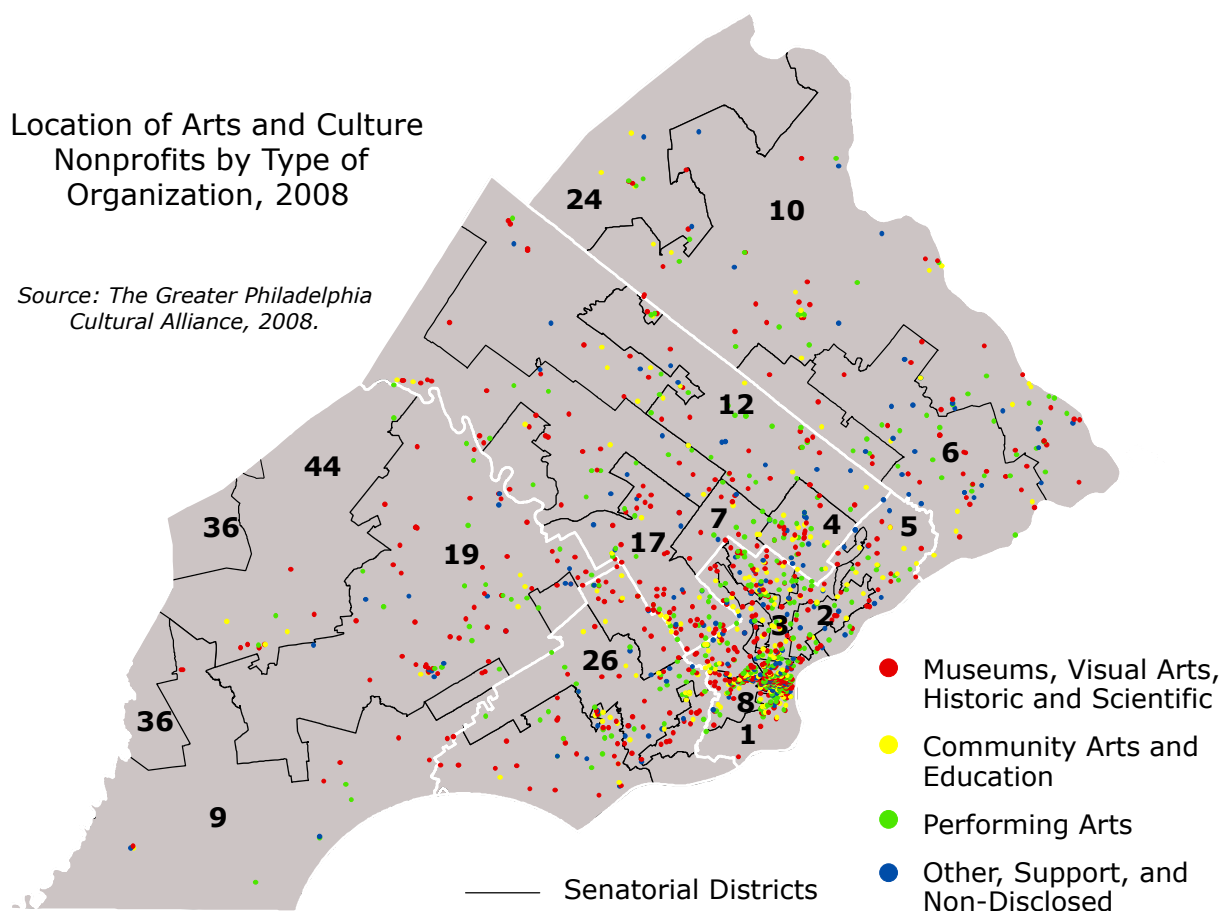 Location of Arts and Culture
Nonprofits by Type of
Organization, 2008
Source: The Greater Philadelphia
Cultural Alliance, 2008.
24
10
12
6
44
36
7
4
5
17
19
3
2
26
8
36
1
9
Museums, Visual Arts,
Historic and Scientific
Community Arts and
Education
Performing Arts
Other, Support, and
Non-Disclosed
Senatorial Districts